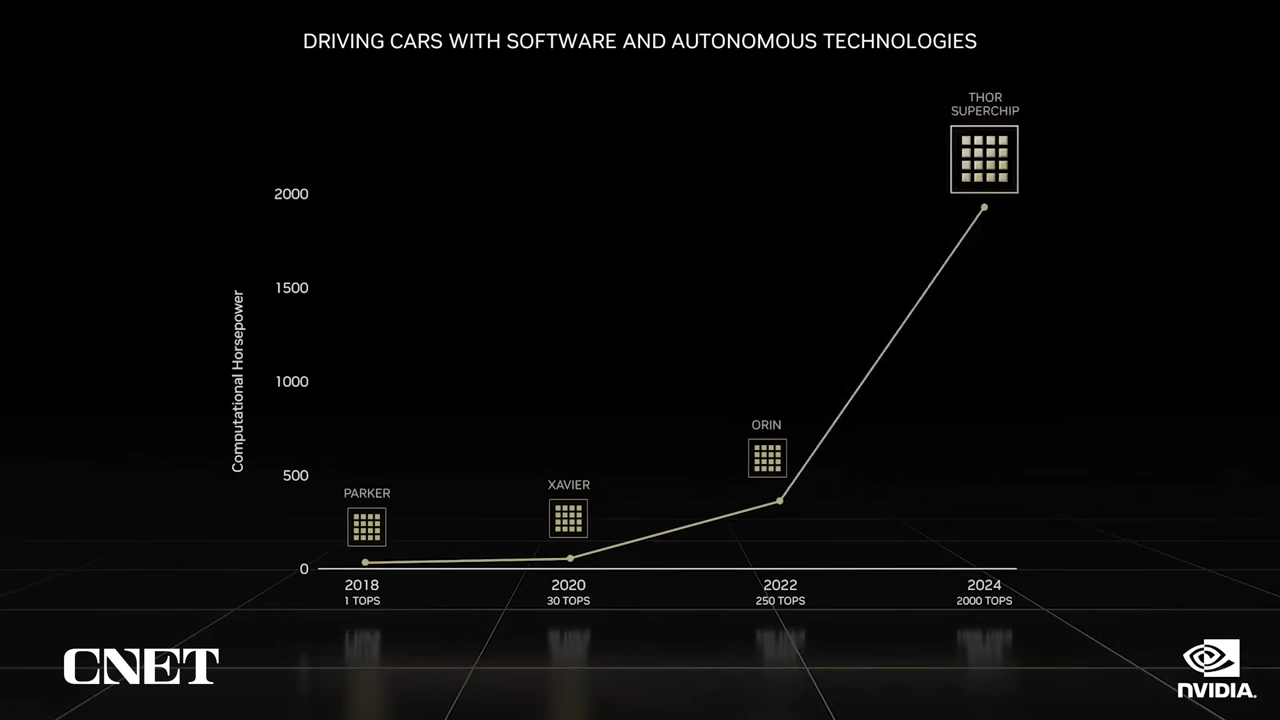 DRIVING CARS WITH SOFTWARE AND AUTONOMOUS TECHNOLOGIES
THOR
SUPERCHIP
2000
1500
1000
500
0
Computational Horsepower
PARKER
XAVIER
ORIN
2018
1 TOPS
2020
30 TOPS
2022
250 TOPS
2024
2000 TOPS
CNET
NVIDIA.